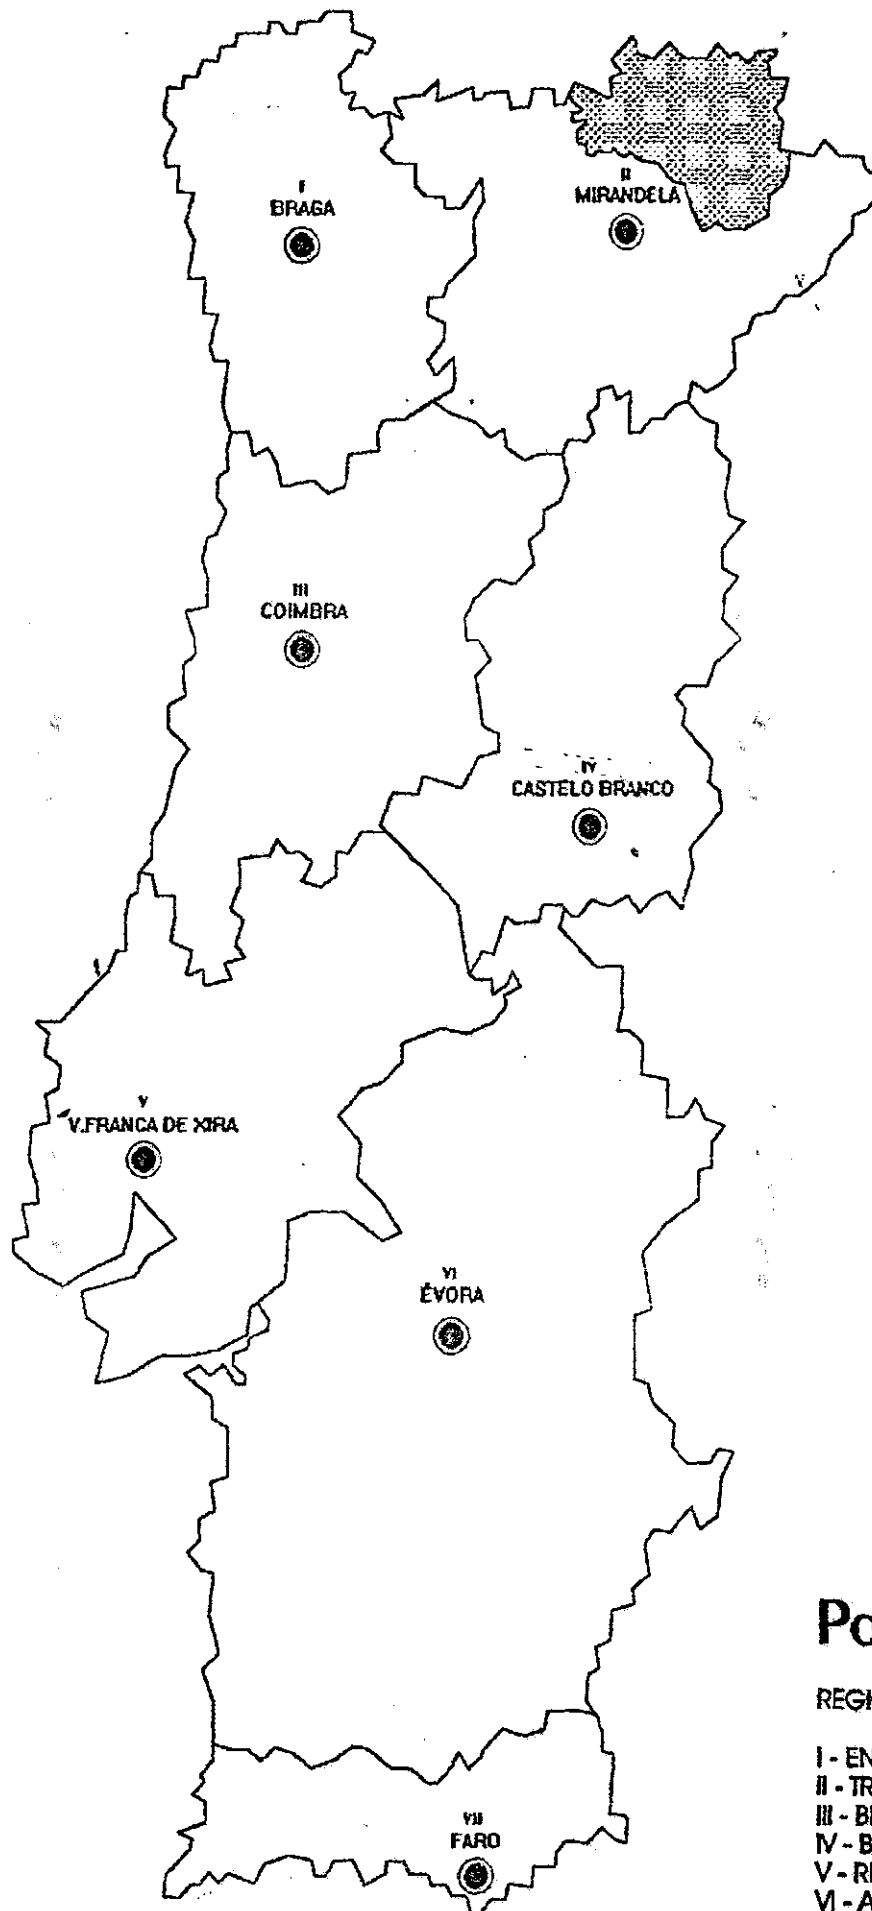 I
BRAGA
II
MIRANDELA
III
COIMBRA
IV
CASTELO BRANCO
V
V.FRANCA DE XIRA
VI
ÉVORA
VII
FARO
Po
REGI
I - EN
II - TR
III - B
IV - B
V - RI
VI - A